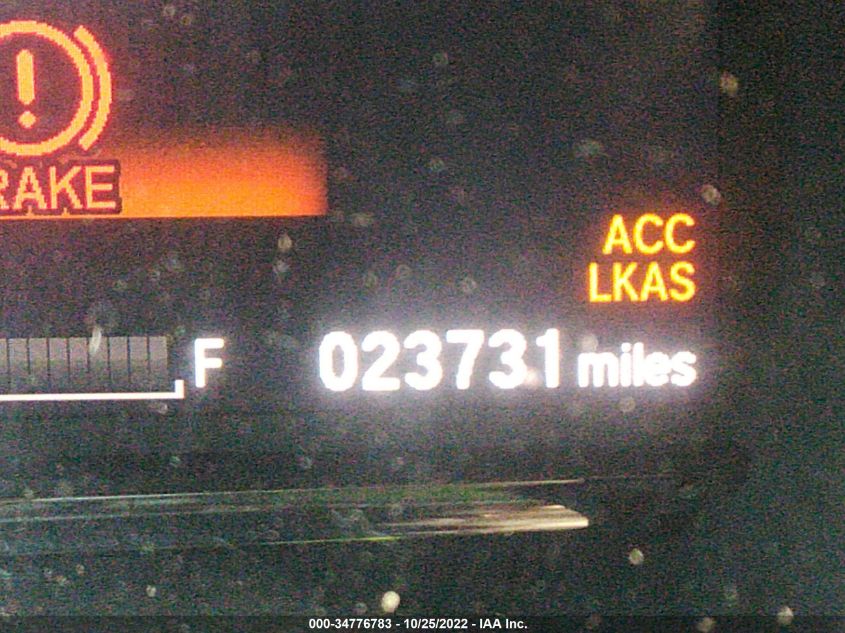 !
RAKE
ACC
LKAS
F
023731 miles
000-34776783 - 10/25/2022 - IAA Inc.